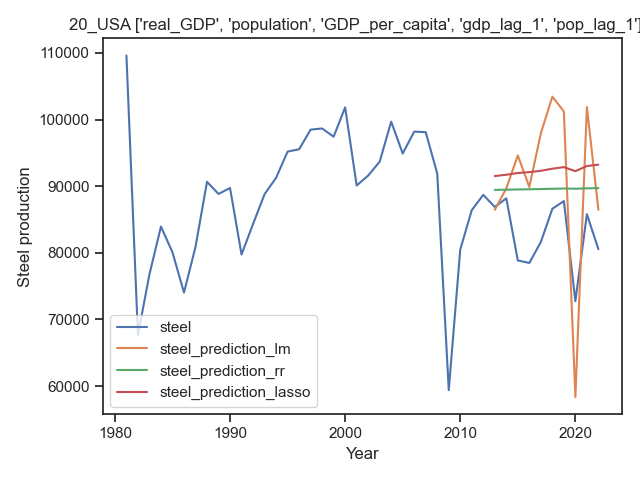 20_USA ['real_GDP', 'population', 'GDP_per_capita', 'gdp_lag_1', 'pop_lag_1']
110000
100000
90000
80000
70000
60000
Steel production
steel
steel_prediction_lm
steel_prediction_rr
steel_prediction_lasso
1980
1990
2000
2010
2020
Year